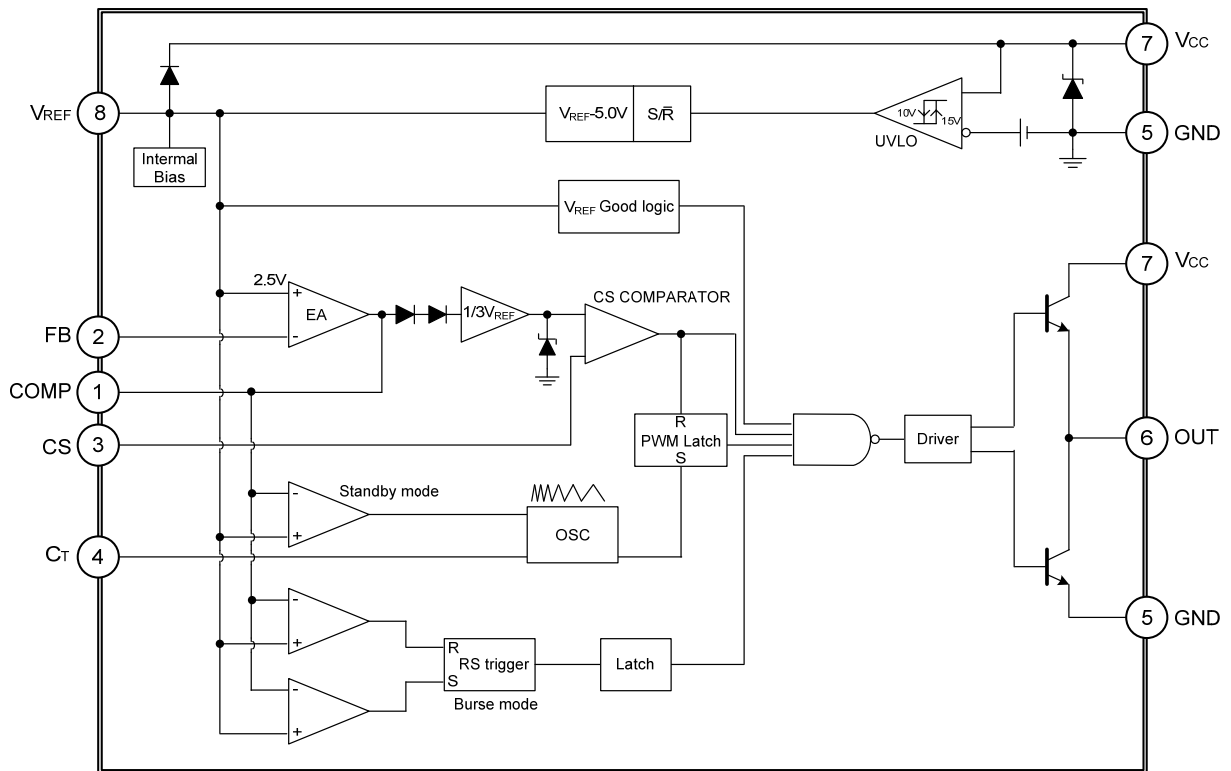 7 VCC
VREF 8
VREF-5.0V S/R̄
10V 15V
UVLO
5 GND
Intermal
Bias
VREF Good logic
7 VCC
2.5V
+
EA
-
1/3VREF
CS COMPARATOR
FB 2
COMP 1
CS 3
R
PWM Latch
S
Driver
6 OUT
Standby mode
-
+
OSC
CT 4
-
+
R
RS trigger
S
Latch
5 GND
-
+
Burse mode